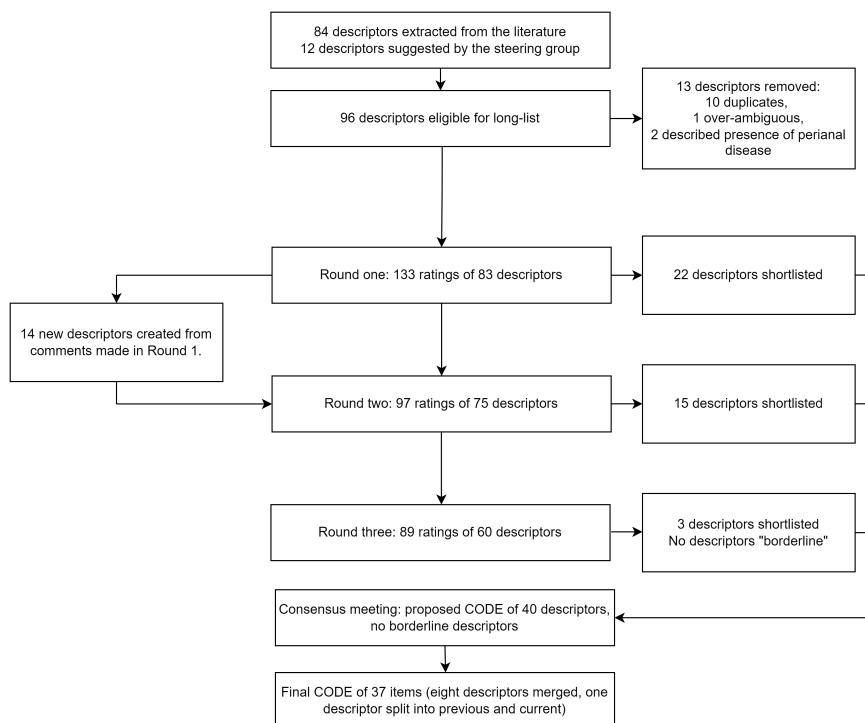 84 descriptors extracted from the literature
12 descriptors suggested by the steering group
96 descriptors eligible for long-list
13 descriptors removed:
10 duplicates,
1 over-ambiguous,
2 described presence of perianal
disease
Round one: 133 ratings of 83 descriptors
22 descriptors shortlisted
14 new descriptors created from
comments made in Round 1.
Round two: 97 ratings of 75 descriptors
15 descriptors shortlisted
Round three: 89 ratings of 60 descriptors
3 descriptors shortlisted
No descriptors "borderline"
Consensus meeting: proposed CODE of 40 descriptors,
no borderline descriptors
Final CODE of 37 items (eight descriptors merged, one
descriptor split into previous and current)